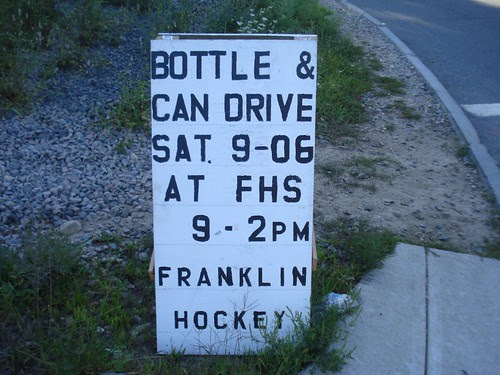 BOTTLE &
CAN DRIVE
SAT. 9-06
AT FHS
9-2PM
FRANKLIN
HOCKEY